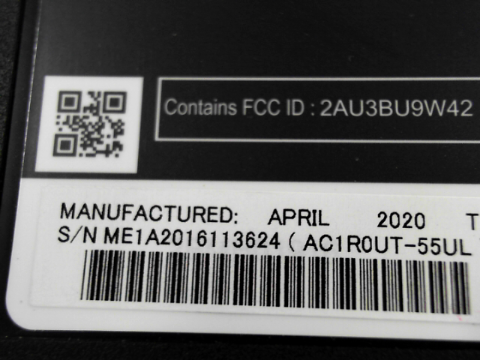 Contains FCC ID : 2AU3BU9W42
MANUFACTURED: APRIL 2020 T
S/N ME1A2016113624 ( AC1R0UT-55UL